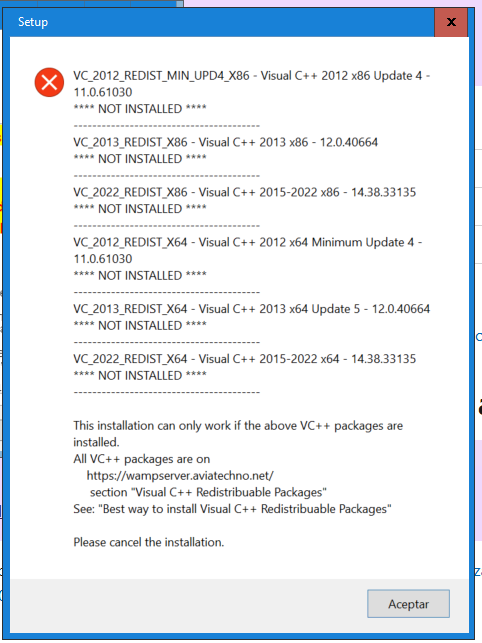 Setup
VC_2012_REDIST_MIN_UPD4_X86 - Visual C++ 2012 x86 Update 4 -
11.0.61030
**** NOT INSTALLED ****
----------------------------------------
VC_2013_REDIST_X86 - Visual C++ 2013 x86 - 12.0.40664
**** NOT INSTALLED ****
----------------------------------------
VC_2022_REDIST_X86 - Visual C++ 2015-2022 x86 - 14.38.33135
**** NOT INSTALLED ****
----------------------------------------
VC_2012_REDIST_X64 - Visual C++ 2012 x64 Minimum Update 4 -
11.0.61030
**** NOT INSTALLED ****
----------------------------------------
VC_2013_REDIST_X64 - Visual C++ 2013 x64 Update 5 - 12.0.40664
**** NOT INSTALLED ****
----------------------------------------
VC_2022_REDIST_X64 - Visual C++ 2015-2022 x64 - 14.38.33135
**** NOT INSTALLED ****
----------------------------------------
This installation can only work if the above VC++ packages are
installed.
All VC++ packages are on
https://wampserver.aviatechno.net/
section "Visual C++ Redistribuable Packages"
See: "Best way to install Visual C++ Redistribuable Packages"
Please cancel the installation.
Aceptar